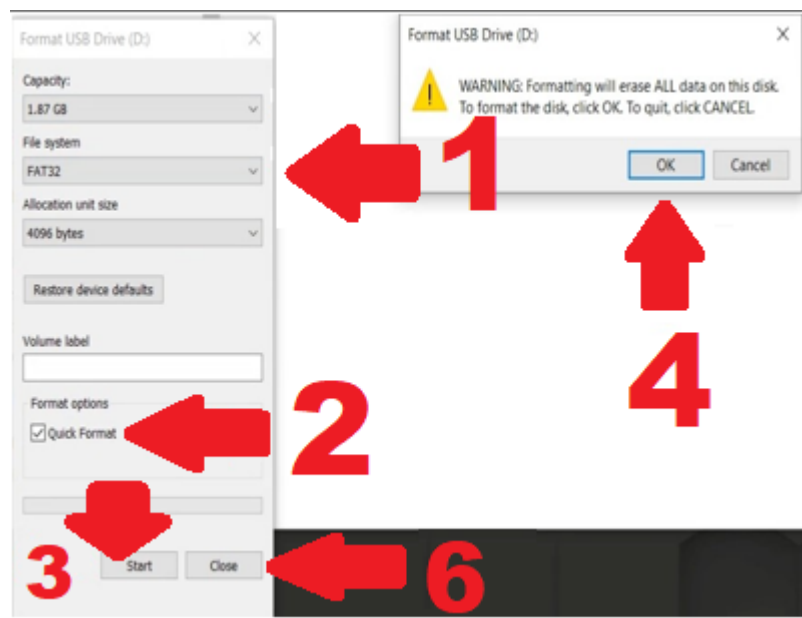 Format USB Drive (D:)
Capacity:
1.87 GB
File system
FAT32
Allocation unit size
4096 bytes
Restore device defaults
Volume label
Format options
Quick Format
Start
Close
Format USB Drive (D:)
WARNING: Formatting will erase ALL data on this disk.
To format the disk, click OK. To quit, click CANCEL.
OK
Cancel
1
2
3
4
6